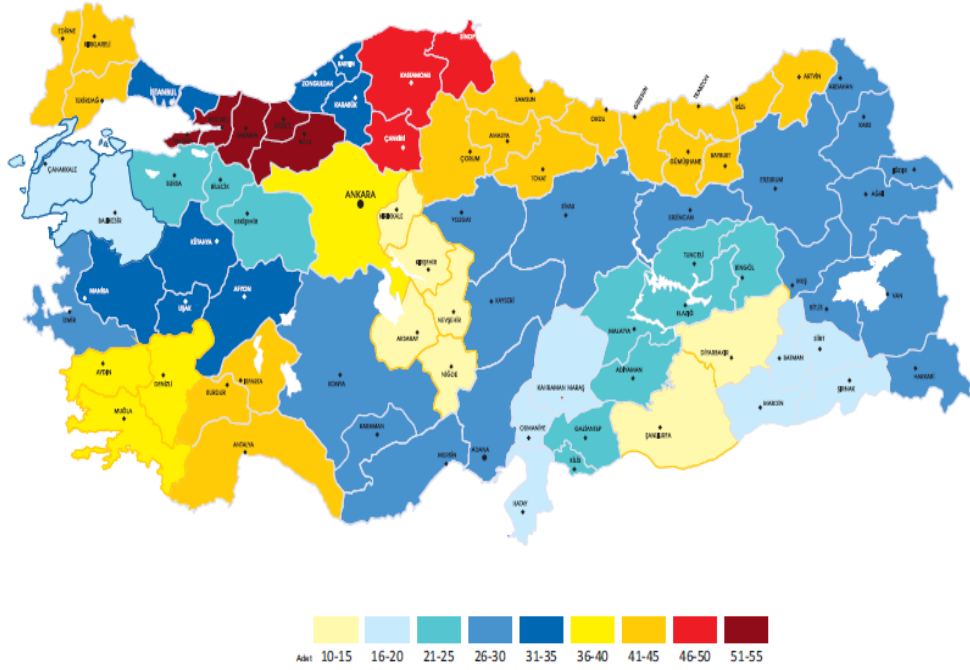 EDİRNE
KIRKLARELİ
TEKİRDAĞ
İSTANBUL
ZONGULDAK
BARTIN
KARABÜK
KASTAMONU
SİNOP
ÇANKIRI
SAMSUN
ORDU
GİRESUN
TRABZON
RİZE
ARTVİN
ARDAHAN
KARS
ÇORUM
AMASYA
TOKAT
GÜMÜŞHANE
BAYBURT
ERZURUM
AĞRI
ÇANAKKALE
BALIKESİR
BURSA
BİLECİK
ESKİŞEHİR
ANKARA
KIRIKKALE
YOZGAT
SİVAS
ERZİNCAN
KÜTAHYA
KIRŞEHİR
TUNCELİ
BİNGÖL
MUŞ
VAN
MANİSA
UŞAK
AFYON
KAYSERİ
NEVŞEHİR
ELAZIĞ
BİTLİS
İZMİR
AKSARAY
MALATYA
DİYARBAKIR
SİİRT
BATMAN
AYDIN
DENİZLİ
ISPARTA
BURDUR
KONYA
NİĞDE
KAHRAMAN MARAŞ
ADIYAMAN
ŞIRNAK
HAKKARİ
MUĞLA
MARDİN
ANTALYA
KARAMAN
MERSİN
ADANA
OSMANİYE
GAZİANTEP
ŞANLIURFA
KİLİS
HATAY
Adet 10-15 16-20 21-25 26-30 31-35 36-40 41-45 46-50 51-55